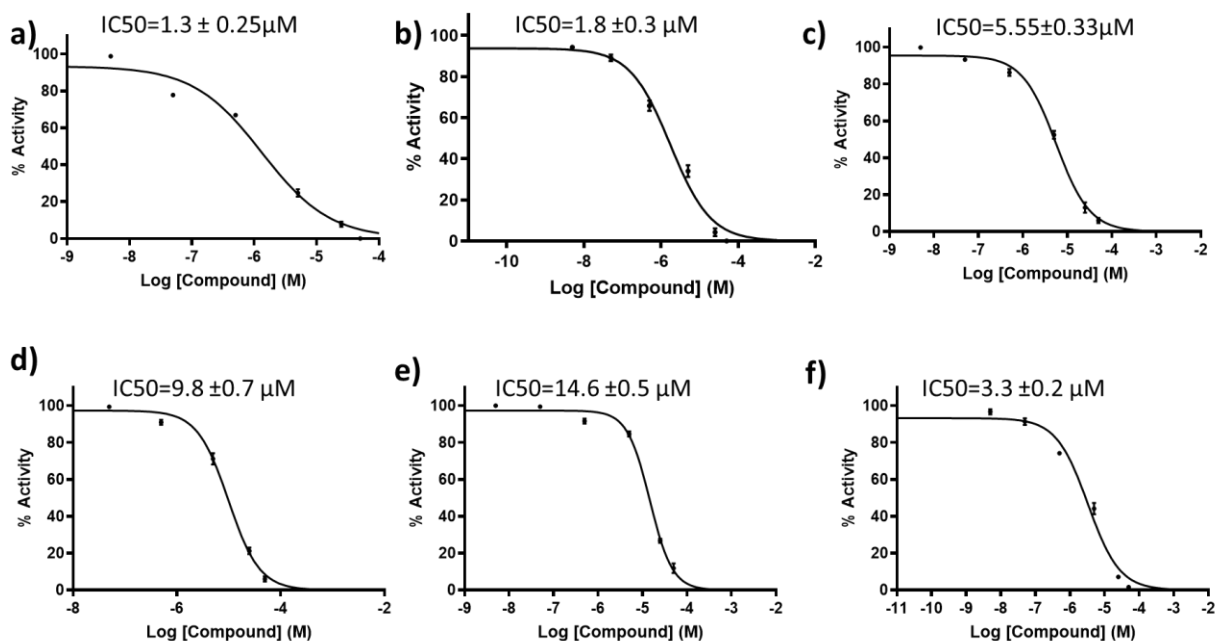 a)
IC50=1.3 ± 0.25µM
100
80
60
40
20
0
% Activity
-9 -8 -7 -6 -5 -4
Log [Compound] (M)
b)
IC50=1.8 ±0.3 µM
100
80
60
40
20
0
% Activity
-10 -8 -6 -4 -2
Log [Compound] (M)
c)
IC50=5.55±0.33µM
100
80
60
40
20
0
% Activity
-9 -8 -7 -6 -5 -4 -3 -2 -1
Log [Compound] (M)
d)
IC50=9.8 ±0.7 µM
100
80
60
40
20
0
% Activity
-8 -6 -4 -2
Log [Compound] (M)
e)
IC50=14.6 ±0.5 µM
100
80
60
40
20
0
% Activity
-9 -8 -7 -6 -5 -4 -3 -2 -1
Log [Compound] (M)
f)
IC50=3.3 ±0.2 µM
100
80
60
40
20
0
% Activity
-11 -10 -9 -8 -7 -6 -5 -4 -3 -2
Log [Compound] (M)